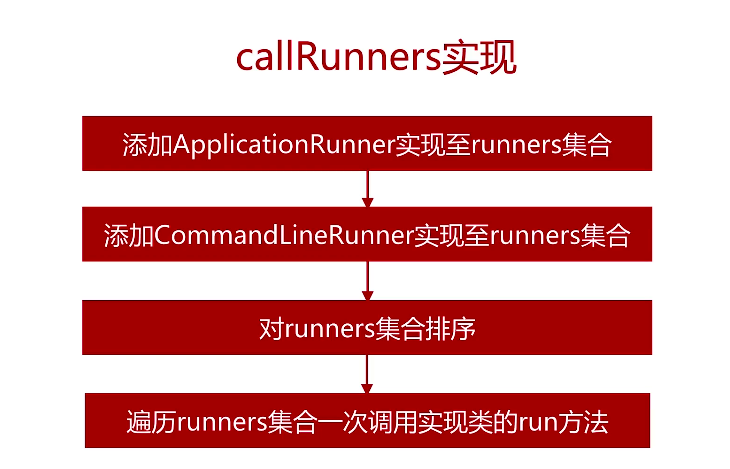 callRunners实现
添加ApplicationRunner实现至runners集合
添加CommandLineRunner实现至runners集合
对runners集合排序
遍历runners集合一次调用实现类的run方法